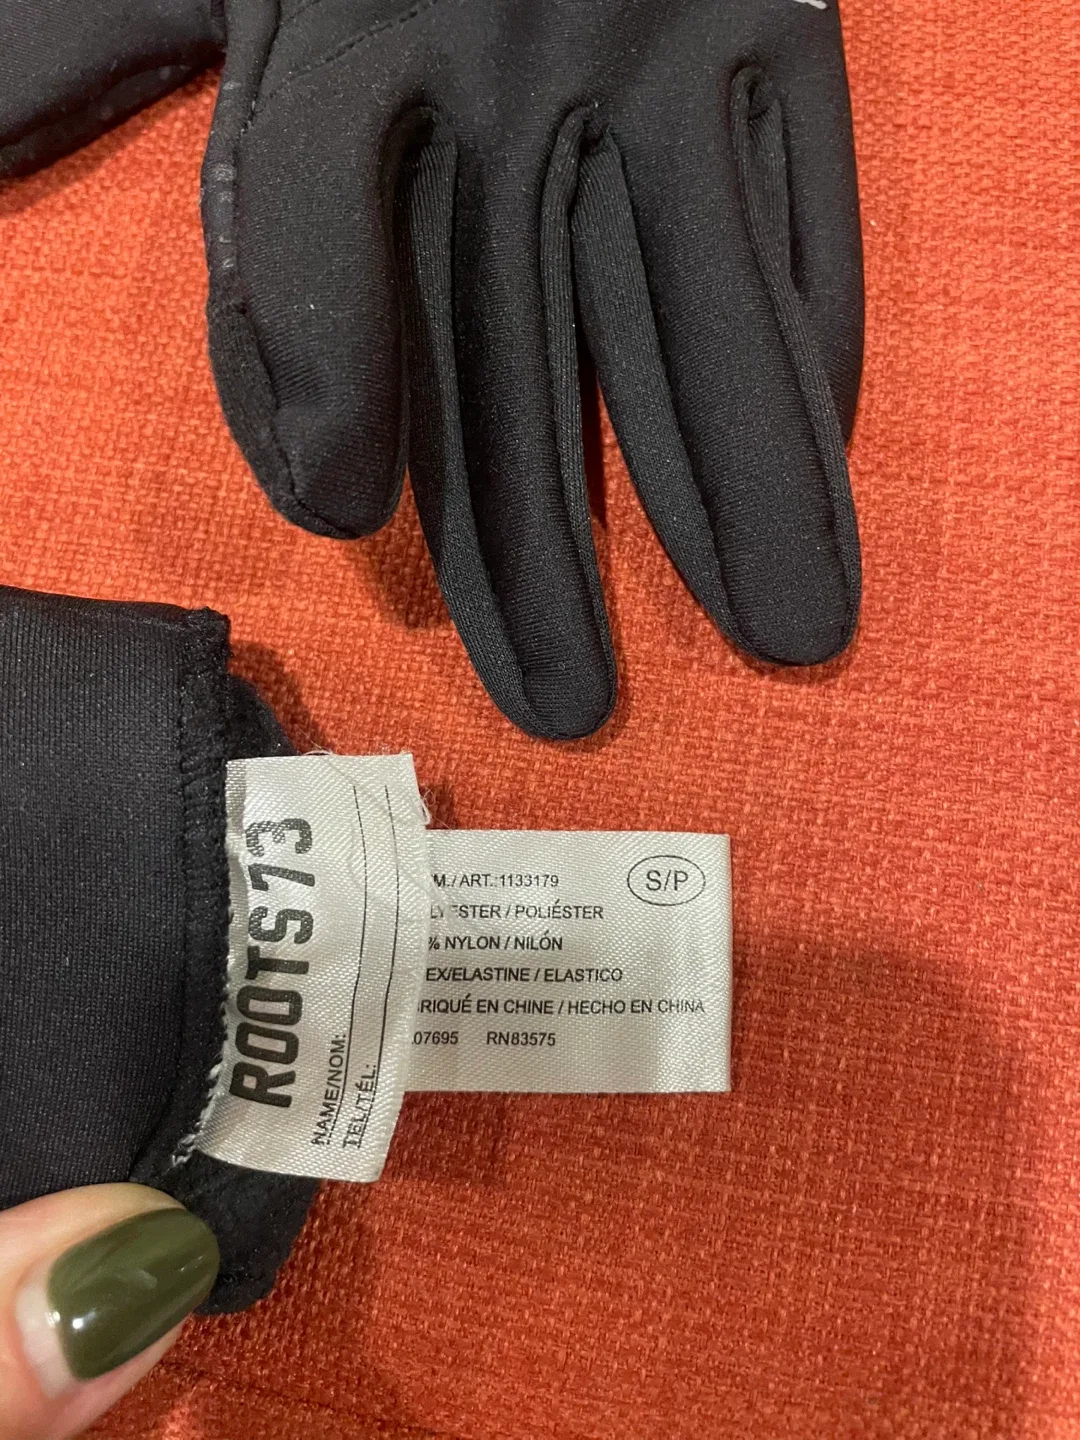 ROOTS73
NAME/NOM:
TEL/TÉL:
M./ART.:1133179
S/P
LYESTER / POLIÉSTER
% NYLON / NILÓN
EX/ELASTINE / ELASTICO
RIQUÉ EN CHINE / HECHO EN CHINA
07695 RN83575